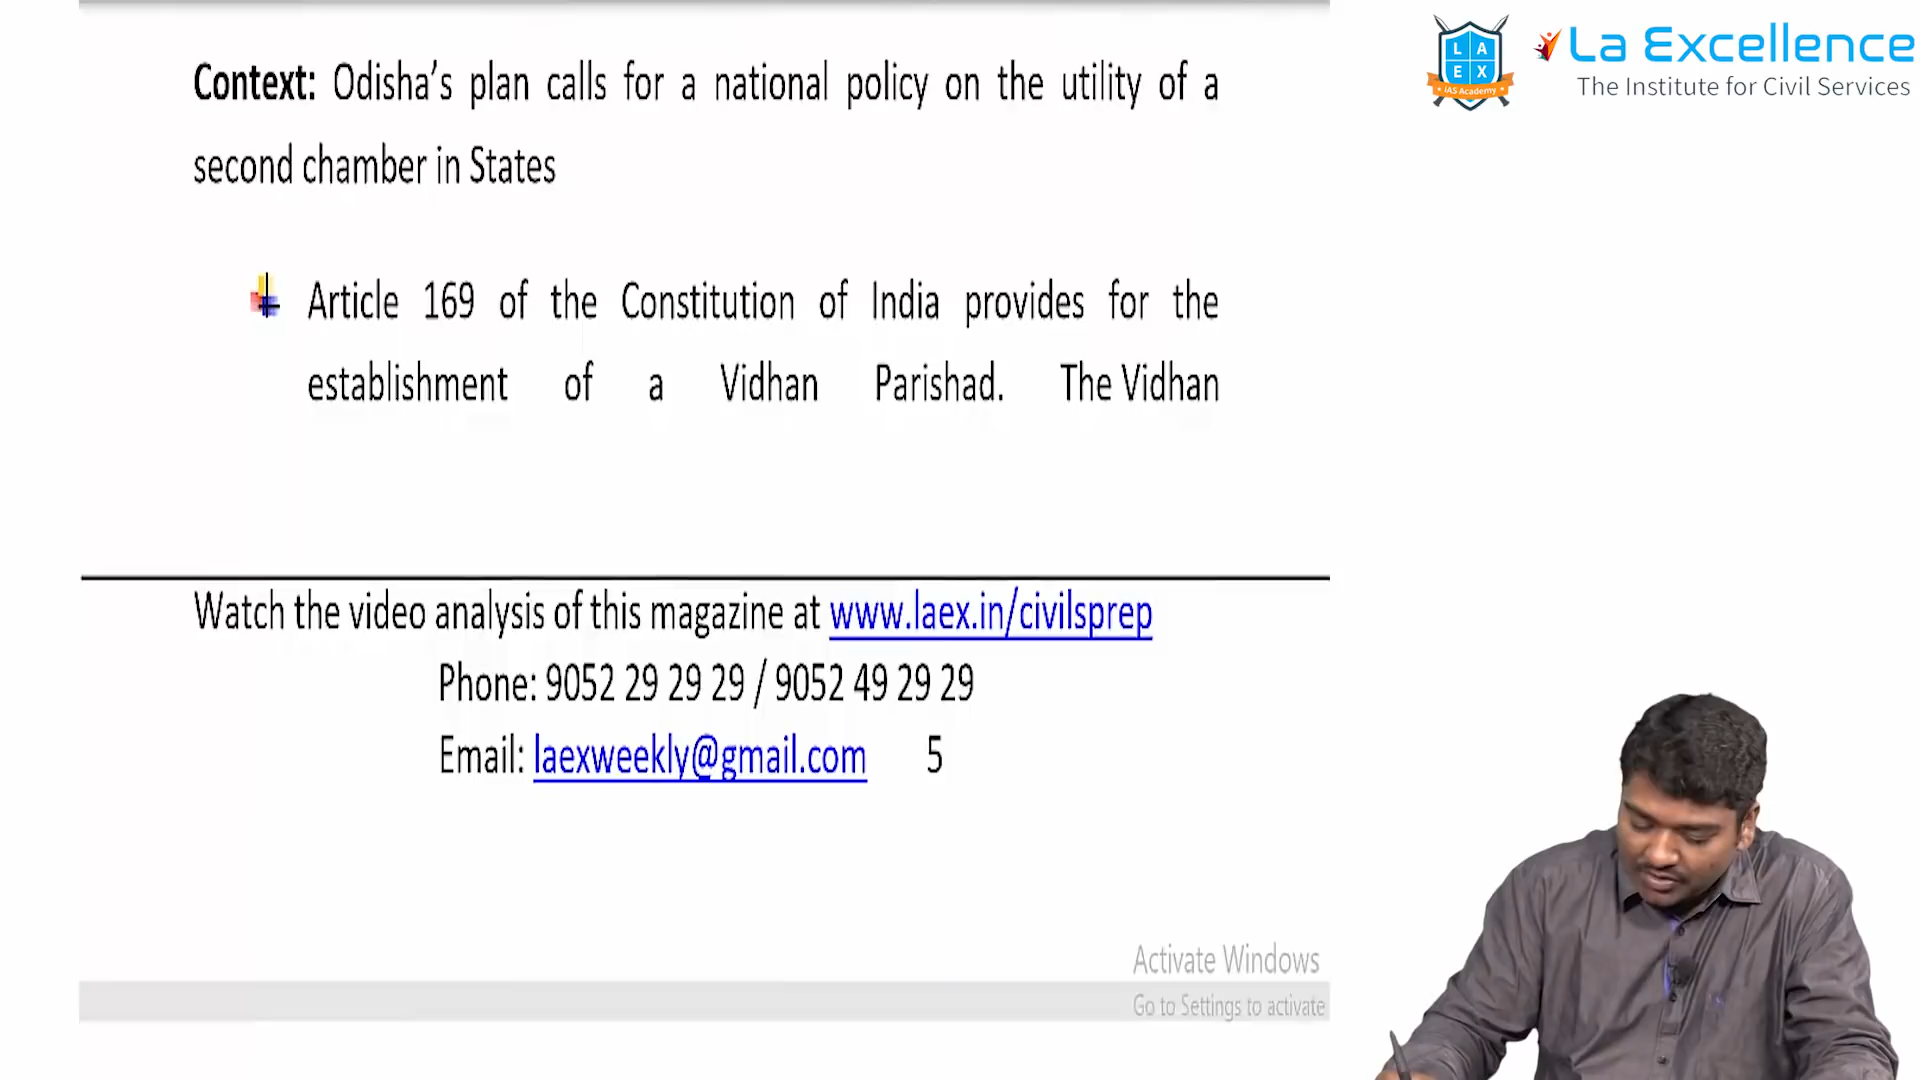 Context: Odisha’s plan calls for a national policy on the utility of a
second chamber in States
Article 169 of the Constitution of India provides for the
establishment of a Vidhan Parishad. The Vidhan
Watch the video analysis of this magazine at www.laex.in/civilsprep
Phone: 9052 29 29 29 / 9052 49 29 29
Email: laexweekly@gmail.com 5
Activate Windows
Go to Settings to activate
L A
E X
IAS Academy
La Excellence
The Institute for Civil Services